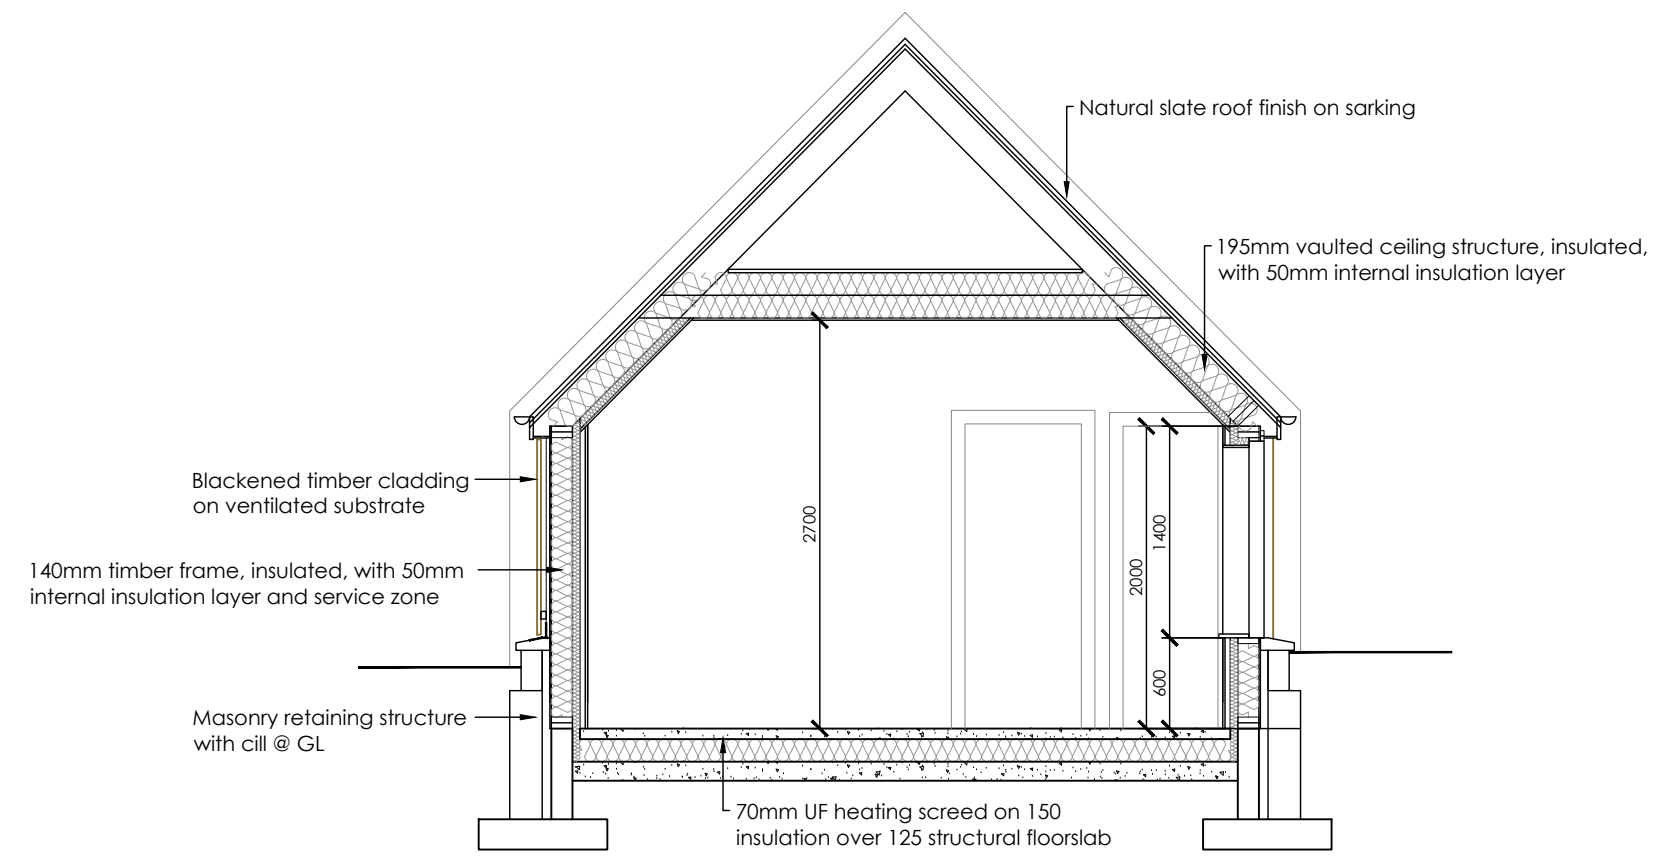 Natural slate roof finish on sarking
195mm vaulted ceiling structure, insulated,
with 50mm internal insulation layer
Blackened timber cladding
on ventilated substrate
140mm timber frame, insulated, with 50mm
internal insulation layer and service zone
2700
2000
1400
600
Masonry retaining structure
with cill @ GL
70mm UF heating screed on 150
insulation over 125 structural floorslab